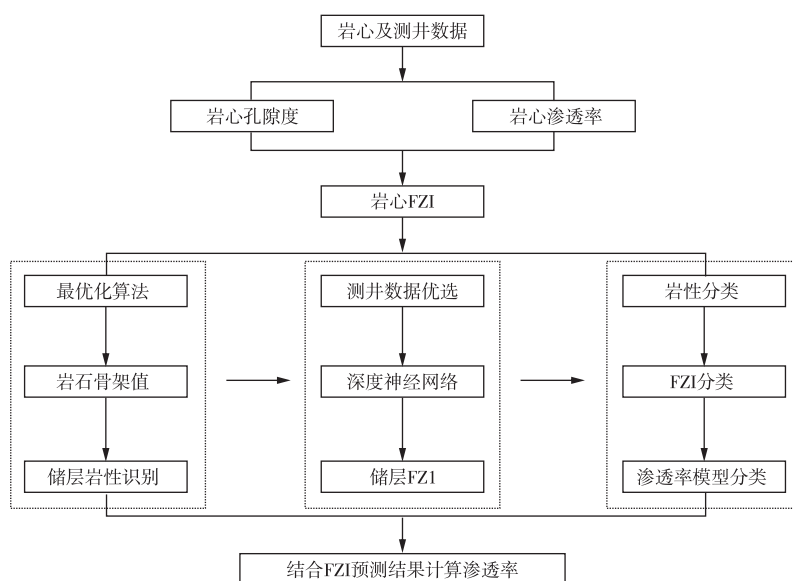 岩心及测井数据
岩心孔隙度
岩心渗透率
岩心FZI
最优化算法
测井数据优选
岩性分类
岩石骨架值
深度神经网络
FZI分类
储层岩性识别
储层FZ1
渗透率模型分类
结合FZI预测结果计算渗透率